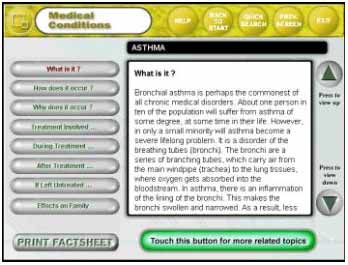 Medical
Conditions
HELP
BACK
TO
START
QUICK
SEARCH
PREV.
SCREEN
EXIT
ASTHMA
What is it ?
How does it occur ?
Why does it occur ?
Treatment Involved ...
During Treatment ...
After Treatment ...
If Left Untreated ...
Effects on Family
What is it ?
Bronchial asthma is perhaps the commonest of
all chronic medical disorders. About one person in
ten of the population will suffer from asthma of
some degree, at some time in their life. However,
in only a small minority will asthma become a
severe lifelong problem. It is a disorder of the
breathing tubes (bronchi). The bronchi are a
series of branching tubes, which carry air from
the main windpipe (trachea) to the lung tissues,
where oxygen gets absorbed into the
bloodstream. In asthma, there is an inflammation
of the lining of the bronchi. This makes the
bronchi swollen and narrowed. As a result, less
Press to
view up
Press to
view
down
PRINT FACTSHEET
Touch this button for more related topics